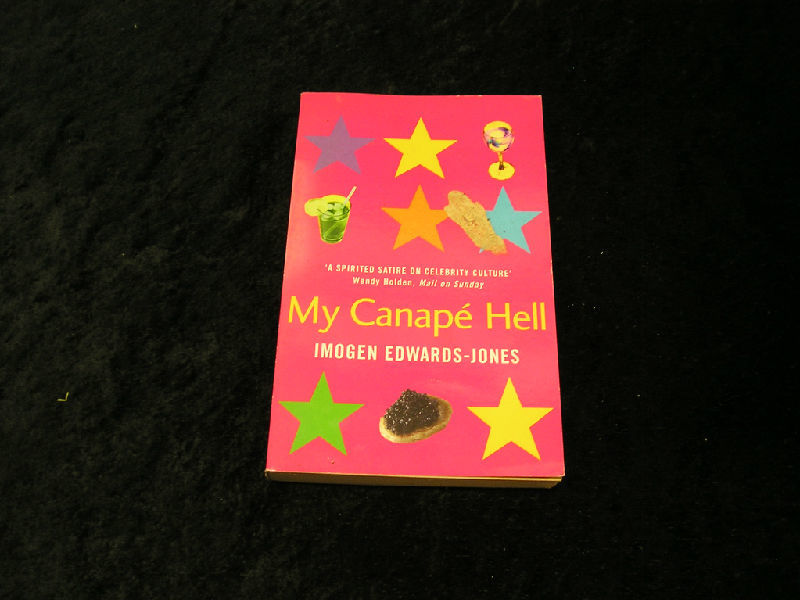 'A SPIRITED SATIRE ON CELEBRITY CULTURE'
Wendy Holden, Mail on Sunday
My Canapé Hell
IMOGEN EDWARDS-JONES